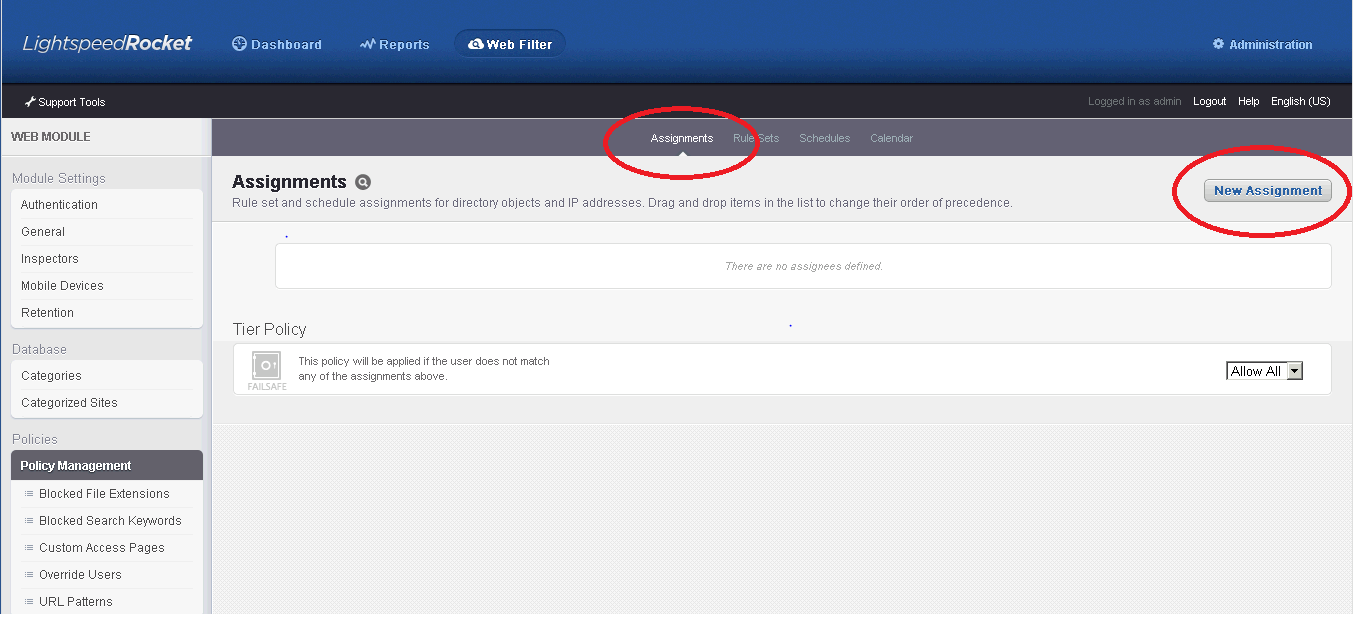 LightspeedRocket Dashboard Reports Web Filter Administration
Support Tools Logged in as admin Logout Help English (US)
WEB MODULE Assignments Rule Sets Schedules Calendar
Module Settings
Authentication
General
Inspectors
Mobile Devices
Retention
Database
Categories
Categorized Sites
Policies
Policy Management
Blocked File Extensions
Blocked Search Keywords
Custom Access Pages
Override Users
URL Patterns
Assignments
New Assignment
Rule set and schedule assignments for directory objects and IP addresses. Drag and drop items in the list to change their order of precedence.
There are no assignees defined.
Tier Policy
FAILSAFE
This policy will be applied if the user does not match
any of the assignments above.
Allow All